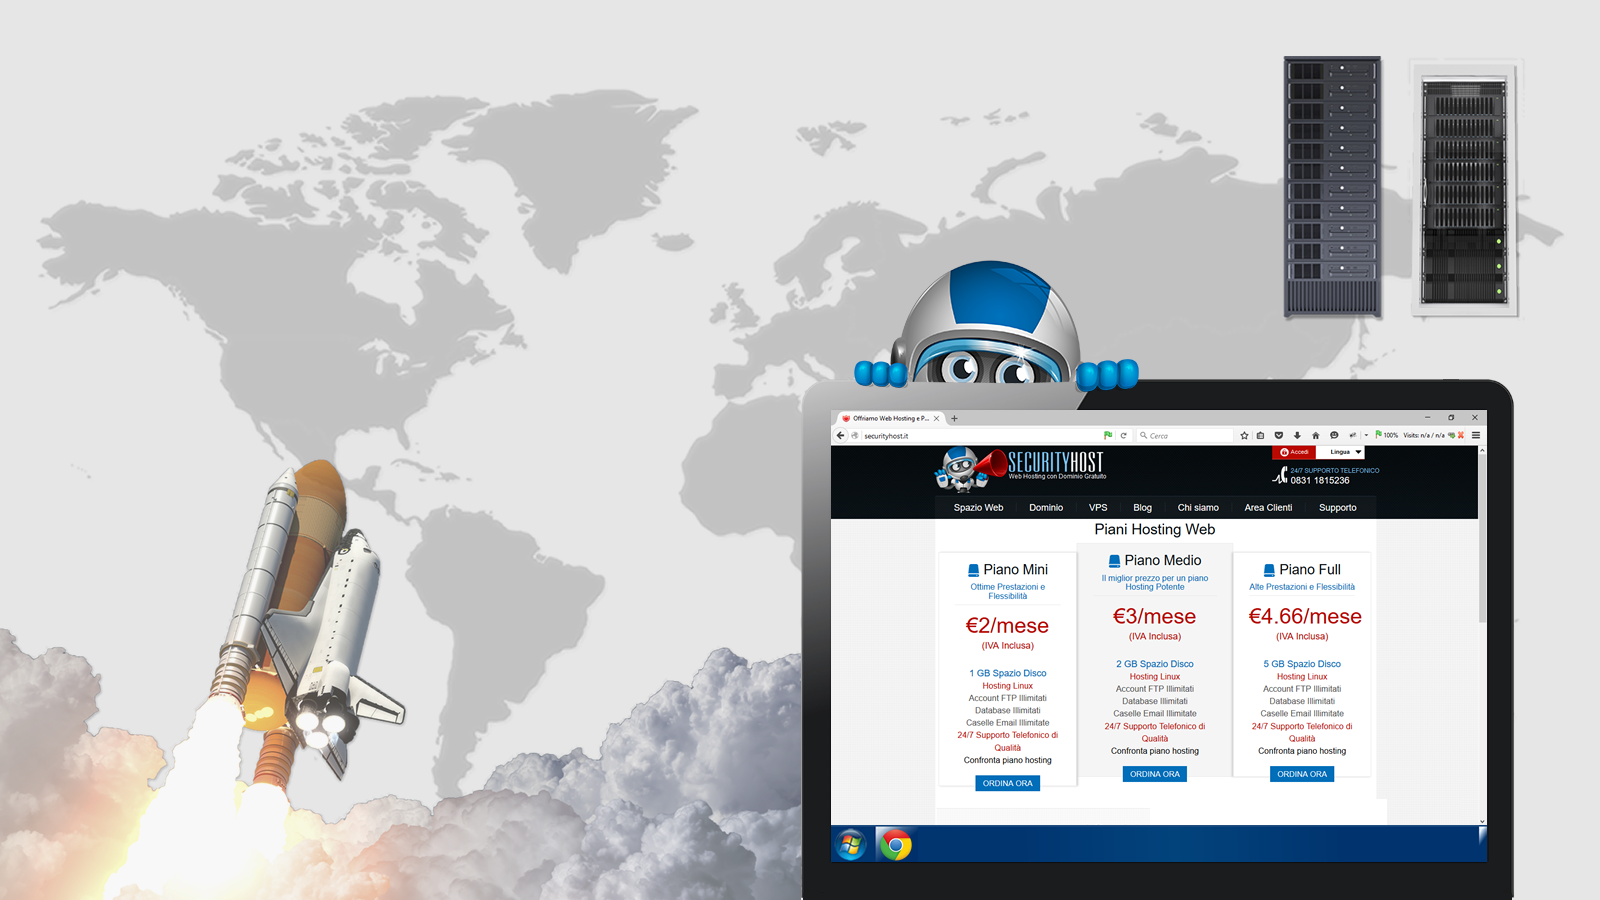 Offriamo Web Hosting e P...
securityhost.it
Cerca
100%
Visits: n/a / n/a
SECURITYHOST
Web Hosting con Dominio Gratuito
Accedi
Lingua
24/7 SUPPORTO TELEFONICO
0831 1815236
Spazio Web
Dominio
VPS
Blog
Chi siamo
Area Clienti
Supporto
Piani Hosting Web
Piano Mini
Ottime Prestazioni e
Flessibilità
€2/mese
(IVA Inclusa)
1 GB Spazio Disco
Hosting Linux
Account FTP Illimitati
Database Illimitati
Caselle Email Illimitate
24/7 Supporto Telefonico di
Qualità
Confronta piano hosting
ORDINA ORA
Piano Medio
Il miglior prezzo per un piano
Hosting Potente
€3/mese
(IVA Inclusa)
2 GB Spazio Disco
Hosting Linux
Account FTP Illimitati
Database Illimitati
Caselle Email Illimitate
24/7 Supporto Telefonico di
Qualità
Confronta piano hosting
ORDINA ORA
Piano Full
Alte Prestazioni e Flessibilità
€4.66/mese
(IVA Inclusa)
5 GB Spazio Disco
Hosting Linux
Account FTP Illimitati
Database Illimitati
Caselle Email Illimitate
24/7 Supporto Telefonico di
Qualità
Confronta piano hosting
ORDINA ORA